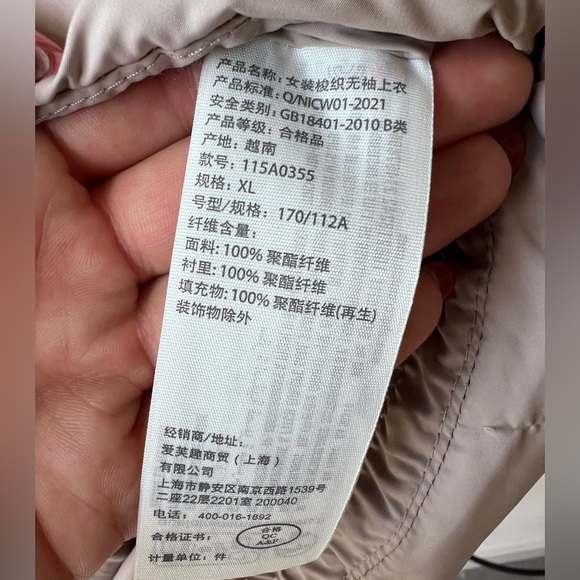 产品名称：女装梭织无袖上衣
产品标准：Q/NICW01-2021
安全类别：GB18401-2010 B类
产品等级：合格品
产地：越南
款号：115A0355
规格：XL
号型/规格：170/112A
纤维含量：
面料：100% 聚酯纤维
衬里：100% 聚酯纤维
填充物：100% 聚酯纤维(再生)
装饰物除外
经销商/地址：
爱芙趣商贸（上海）
有限公司
上海市静安区南京西路1539号
二座22层2201室 200040
电话： 400-016-1892
合格证书： 合格
QC
A&F
计量单位：件